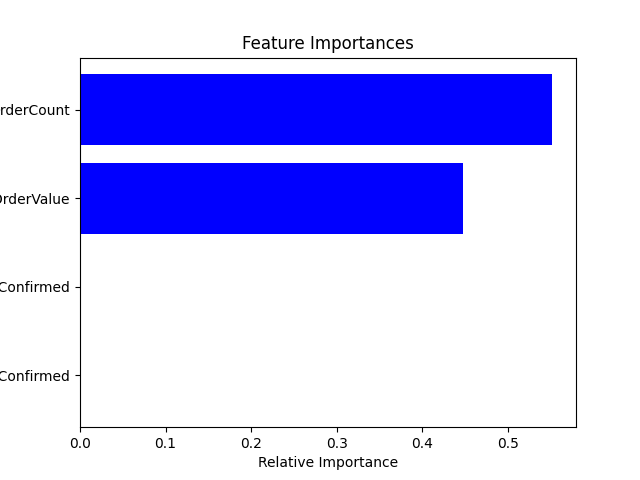 Feature Importances
rderCount
OrderValue
Confirmed
Confirmed
0.0 0.1 0.2 0.3 0.4 0.5
Relative Importance